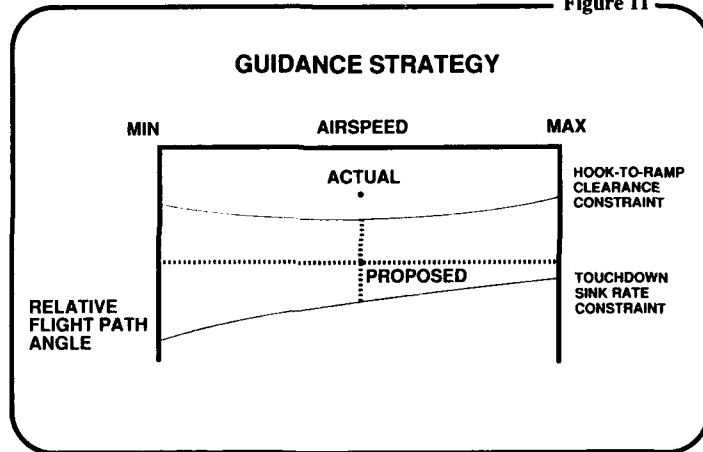 Figure 11
GUIDANCE STRATEGY
MIN
AIRSPEED
MAX
ACTUAL
HOOK-TO-RAMP
CLEARANCE
CONSTRAINT
PROPOSED
TOUCHDOWN
SINK RATE
CONSTRAINT
RELATIVE
FLIGHT PATH
ANGLE